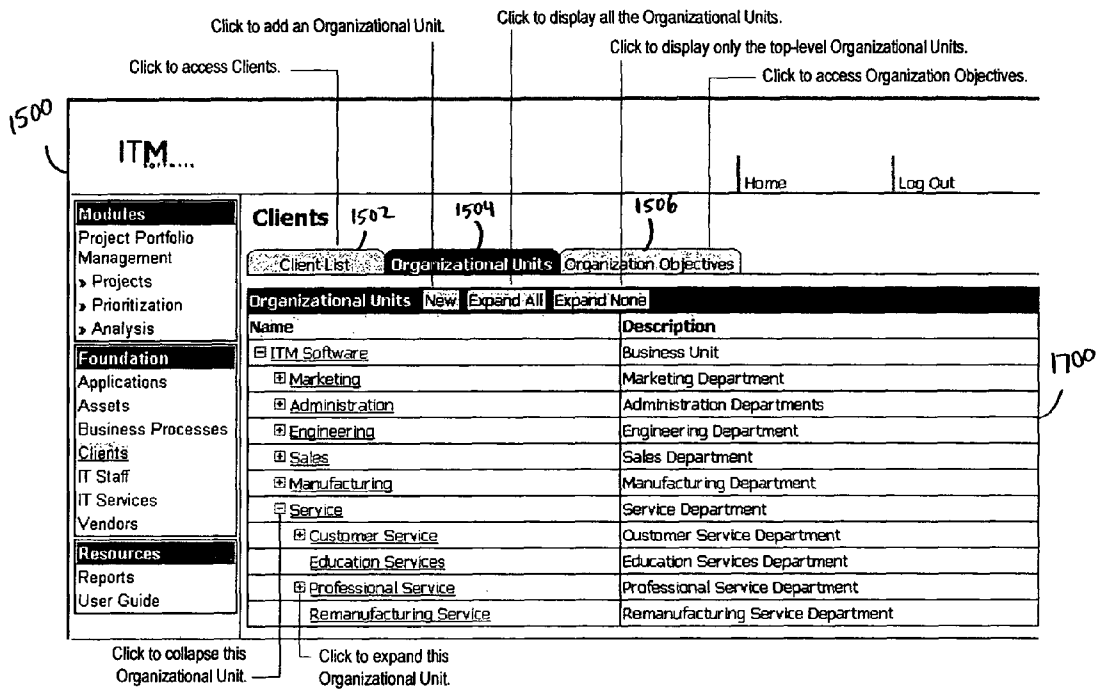 Click to add an Organizational Unit.
Click to display all the Organizational Units.
Click to display only the top-level Organizational Units.
Click to access Clients.
Click to access Organization Objectives.
1500
ITM
SOFTWARE
Home
Log Out
Modules
Project Portfolio
Management
» Projects
» Prioritization
» Analysis
Foundation
Applications
Assets
Business Processes
Clients
IT Staff
IT Services
Vendors
Resources
Reports
User Guide
Clients
1502
1504
1506
Client List
Organizational Units
Organization Objectives
Organizational Units New Expand All Expand None
Name Description
ITM Software Business Unit
Marketing Marketing Department
Administration Administration Departments
Engineering Engineering Department
Sales Sales Department
Manufacturing Manufacturing Department
Service Service Department
Customer Service Customer Service Department
Education Services Education Services Department
Professional Service Professional Service Department
Remanufacturing Service Remanufacturing Service Department
1700
Click to collapse this
Organizational Unit.
Click to expand this
Organizational Unit.